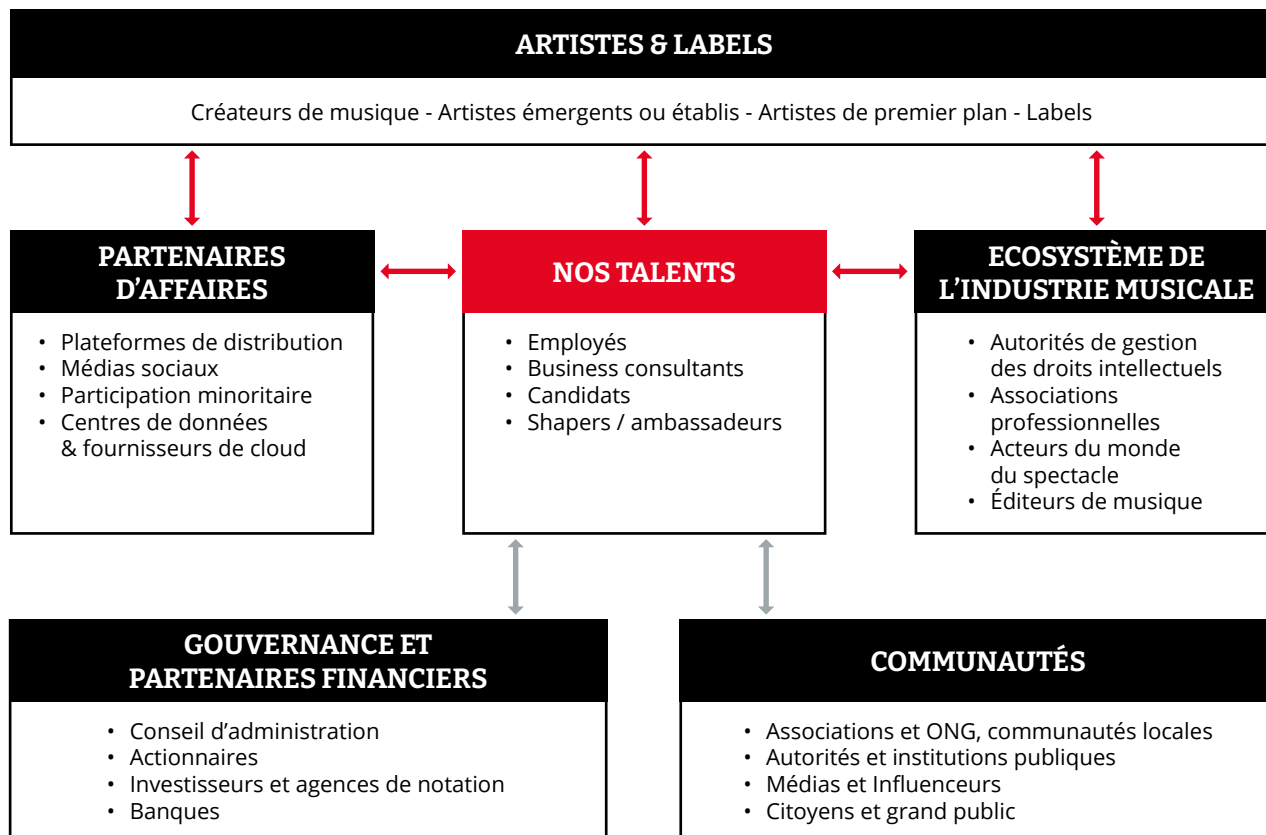 ARTISTES & LABELS
Créateurs de musique - Artistes émergents ou établis - Artistes de premier plan - Labels
PARTENAIRES
D’AFFAIRES
• Plateformes de distribution
• Médias sociaux
• Participation minoritaire
• Centres de données
& fournisseurs de cloud
NOS TALENTS
• Employés
• Business consultants
• Candidats
• Shapers / ambassadeurs
ECOSYSTÈME DE
L’INDUSTRIE MUSICALE
• Autorités de gestion
des droits intellectuels
• Associations
professionnelles
• Acteurs du monde
du spectacle
• Éditeurs de musique
GOUVERNANCE ET
PARTENAIRES FINANCIERS
• Conseil d’administration
• Actionnaires
• Investisseurs et agences de notation
• Banques
COMMUNAUTÉS
• Associations et ONG, communautés locales
• Autorités et institutions publiques
• Médias et Influenceurs
• Citoyens et grand public